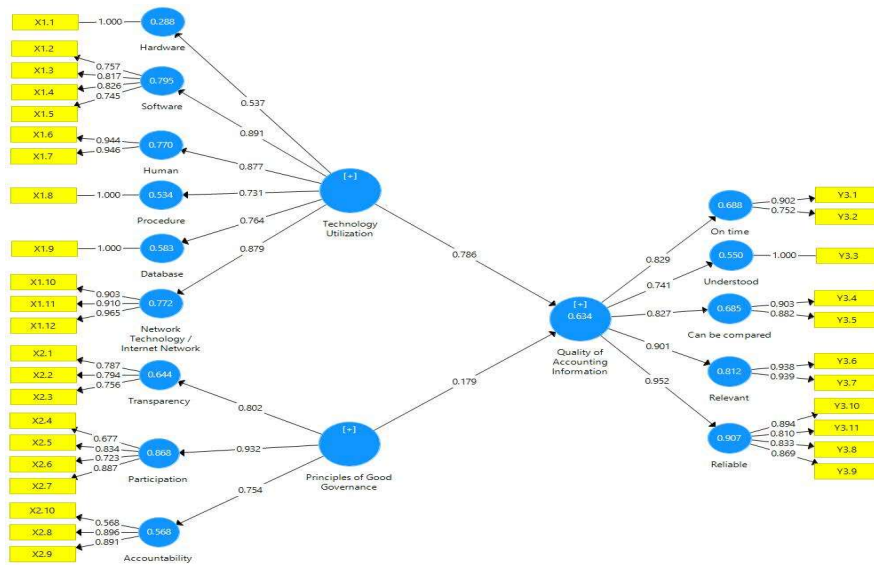 X1.1
1.000
0.288
Hardware
X1.2
X1.3
X1.4
X1.5
0.757
0.817
0.826
0.745
0.795
Software
X1.6
X1.7
0.944
0.946
0.770
Human
X1.8
1.000
0.534
Procedure
X1.9
1.000
0.583
Database
X1.10
X1.11
X1.12
0.903
0.910
0.965
0.772
Network
Technology /
Internet Network
0.537
0.891
0.877
0.731
0.764
0.879
[+]
Technology
Utilization
X2.1
X2.2
X2.3
0.787
0.794
0.756
0.644
Transparency
X2.4
X2.5
X2.6
X2.7
0.677
0.834
0.723
0.887
0.868
Participation
X2.10
X2.8
X2.9
0.568
0.896
0.891
0.568
Accountability
0.802
0.932
0.754
[+]
Principles of Good
Governance
0.786
0.179
[+]
0.634
Quality of
Accounting
Information
0.829
0.741
0.827
0.901
0.952
0.688
On time
0.902
0.752
Y3.1
Y3.2
0.550
Understood
1.000
Y3.3
0.685
Can be compared
0.903
0.882
Y3.4
Y3.5
0.812
Relevant
0.938
0.939
Y3.6
Y3.7
0.907
Reliable
0.894
0.810
0.833
0.869
Y3.10
Y3.11
Y3.8
Y3.9